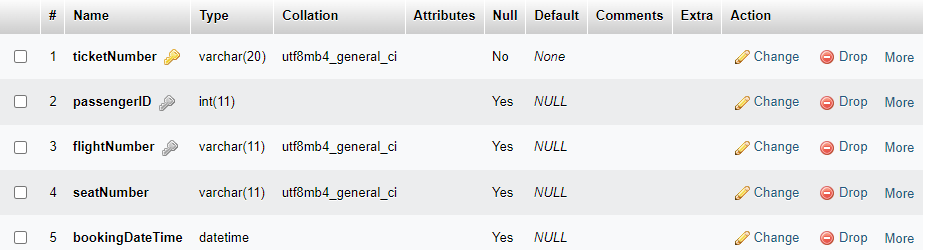 # Name Type Collation Attributes Null Default Comments Extra Action
1 ticketNumber varchar(20) utf8mb4_general_ci No None Change Drop More
2 passengerID int(11) Yes NULL Change Drop More
3 flightNumber varchar(11) utf8mb4_general_ci Yes NULL Change Drop More
4 seatNumber varchar(11) utf8mb4_general_ci Yes NULL Change Drop More
5 bookingDateTime datetime Yes NULL Change Drop More